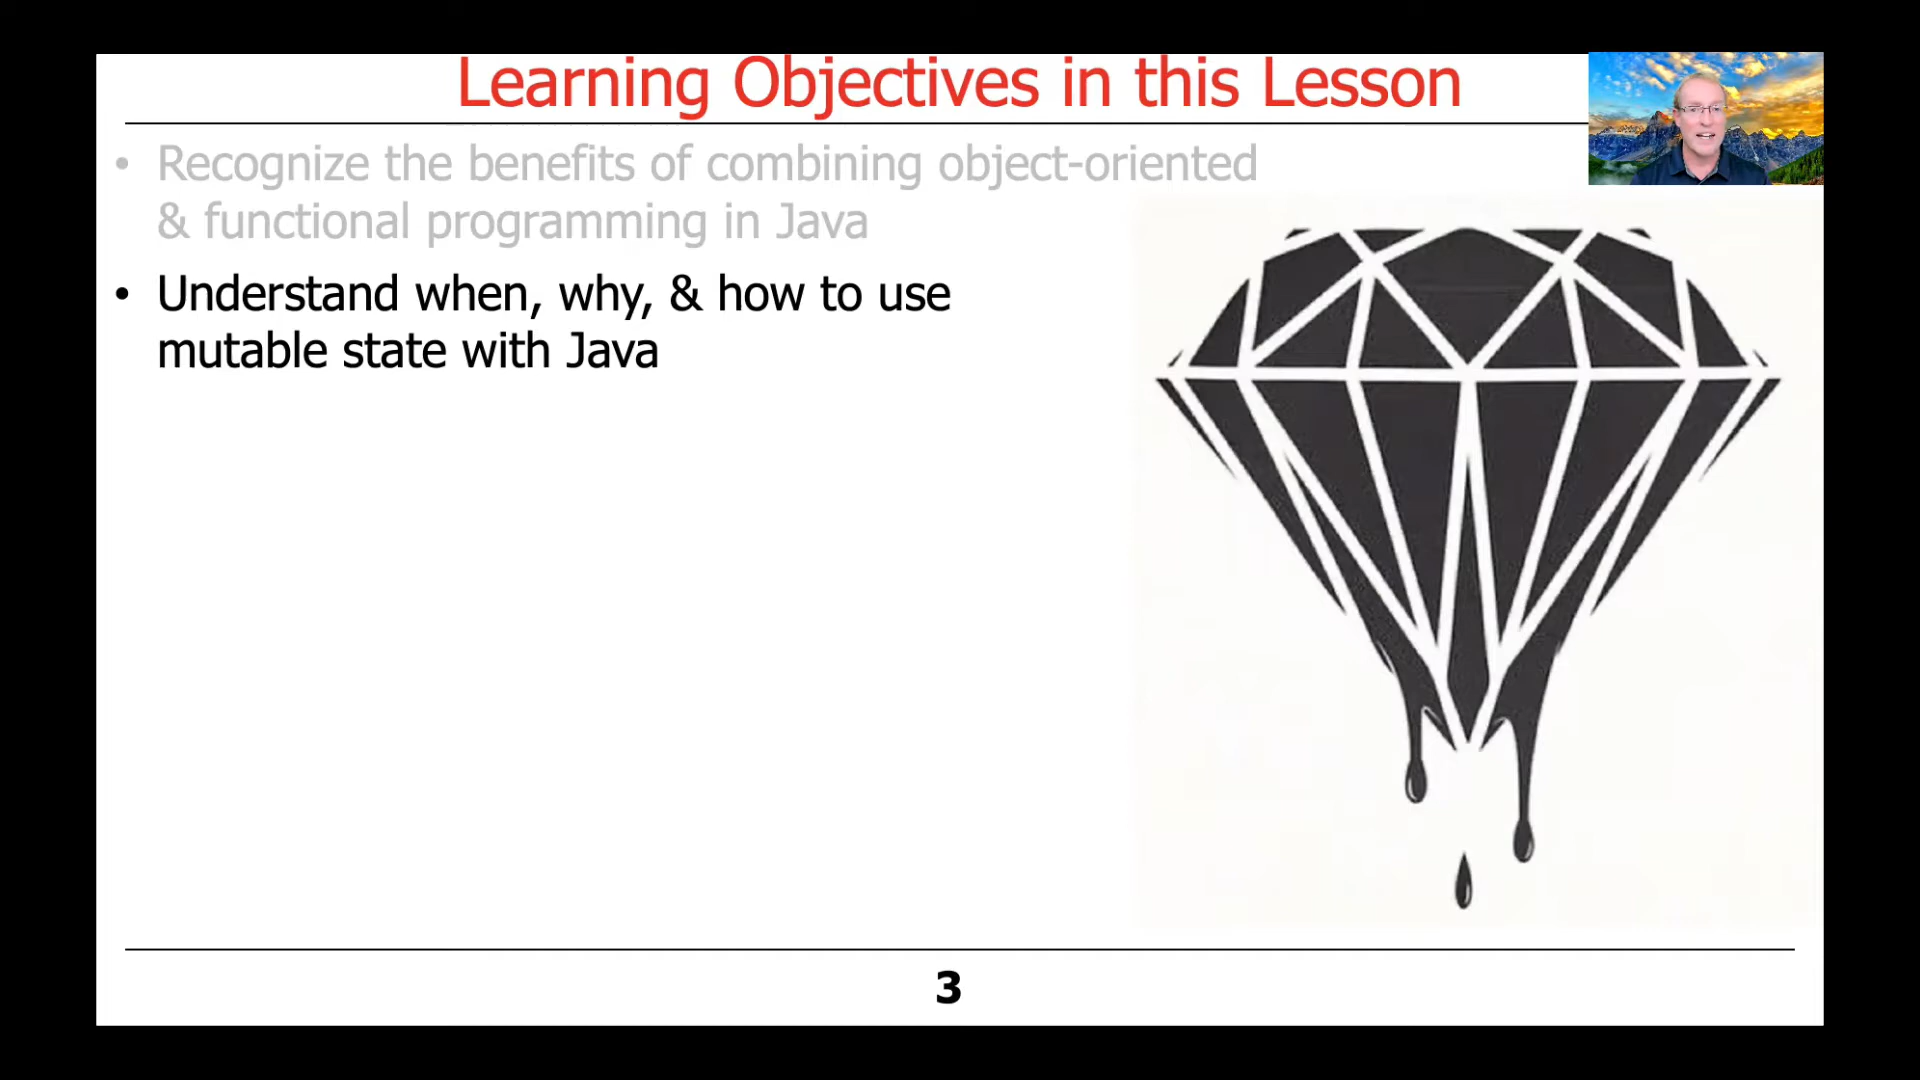 Learning Objectives in this Lesson
• Recognize the benefits of combining object-oriented
& functional programming in Java
• Understand when, why, & how to use
mutable state with Java
3